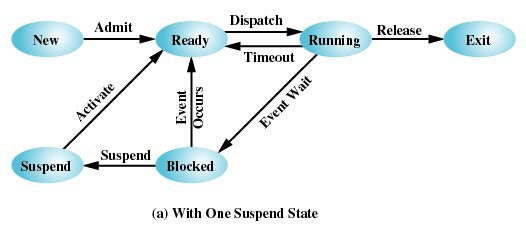 Admit
Dispatch
New
Ready
Running
Release
Exit
Timeout
Activate
Event
Occurs
Event Wait
Suspend
Suspend
Blocked
(a) With One Suspend State